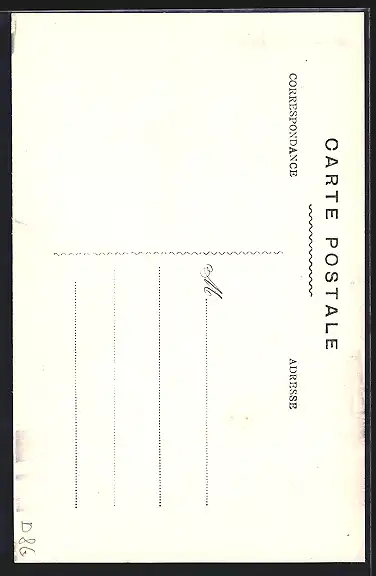 CARTE POSTALE
CORRESPONDANCE
ADRESSE
M
D86